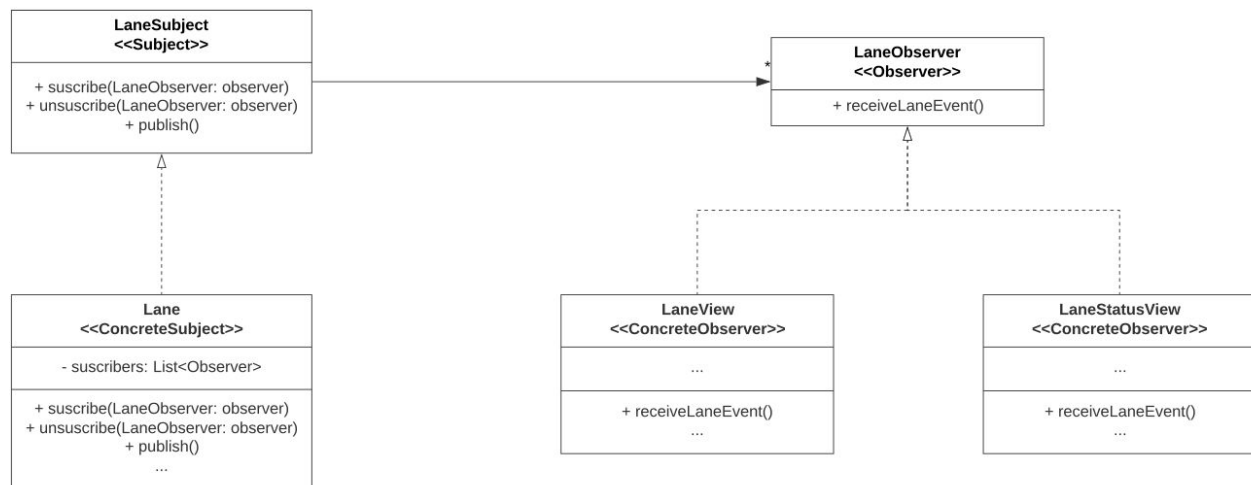 LaneSubject
<<Subject>>
+ suscribe(LaneObserver: observer)
+ unsuscribe(LaneObserver: observer)
+ publish()
*
LaneObserver
<<Observer>>
+ receiveLaneEvent()
Lane
<<ConcreteSubject>>
- suscribers: List<Observer>
+ suscribe(LaneObserver: observer)
+ unsuscribe(LaneObserver: observer)
+ publish()
...
LaneView
<<ConcreteObserver>>
...
+ receiveLaneEvent()
...
LaneStatusView
<<ConcreteObserver>>
...
+ receiveLaneEvent()
...